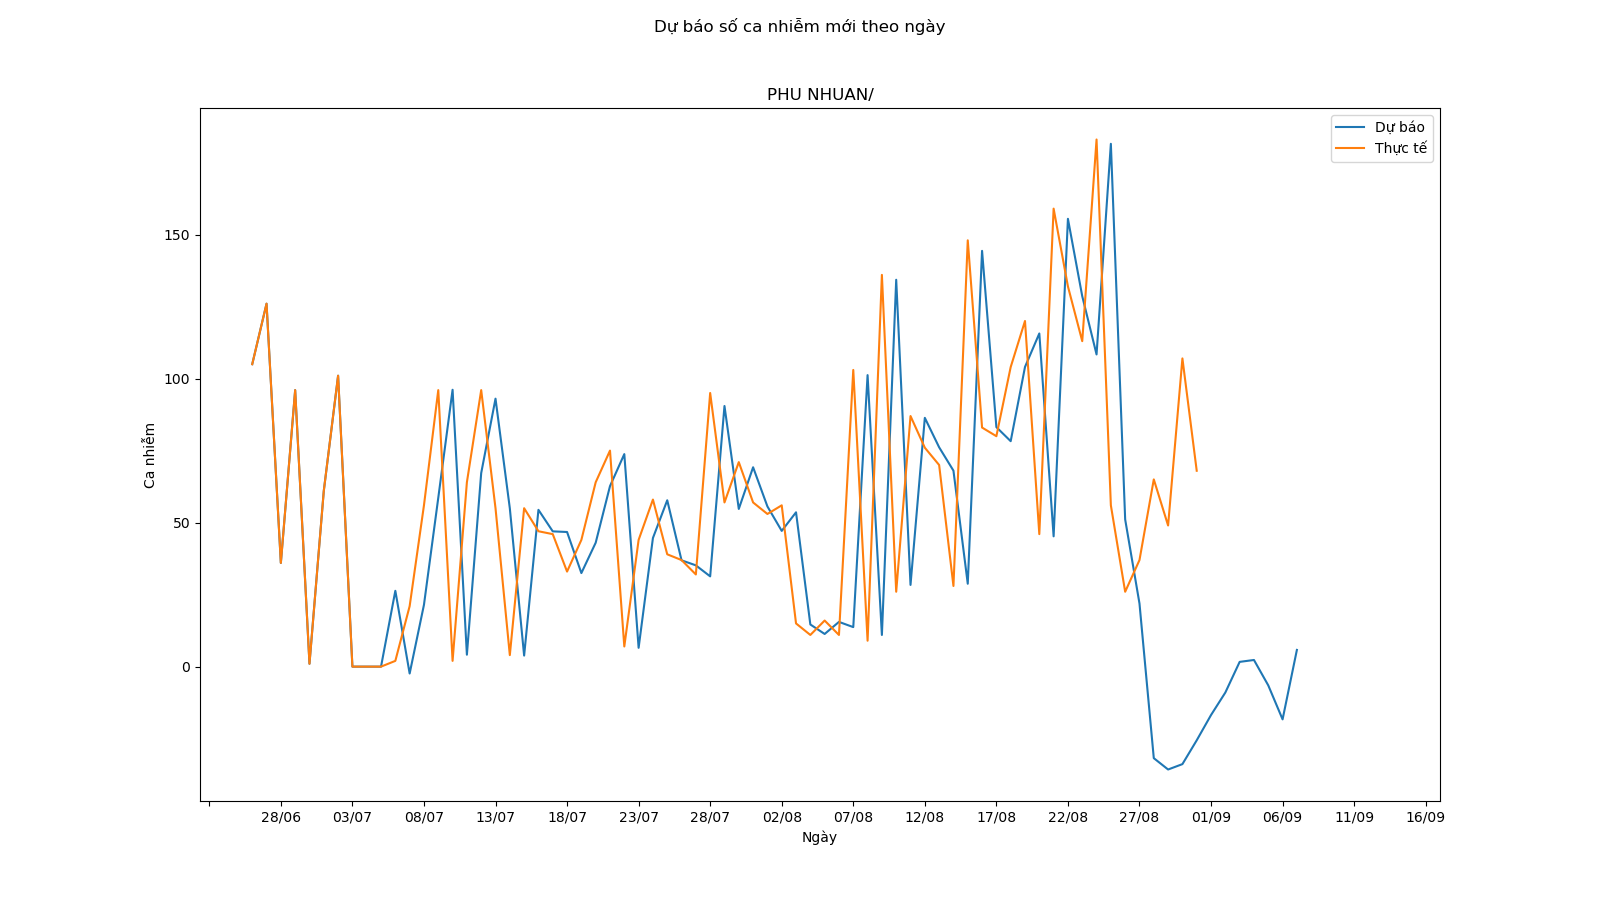 Dự báo số ca nhiễm mới theo ngày
PHU NHUAN/
Dự báo
Thực tế
150
100
50
0
Ca nhiễm
28/06 03/07 08/07 13/07 18/07 23/07 28/07 02/08 07/08 12/08 17/08 22/08 27/08 01/09 06/09 11/09 16/09
Ngày